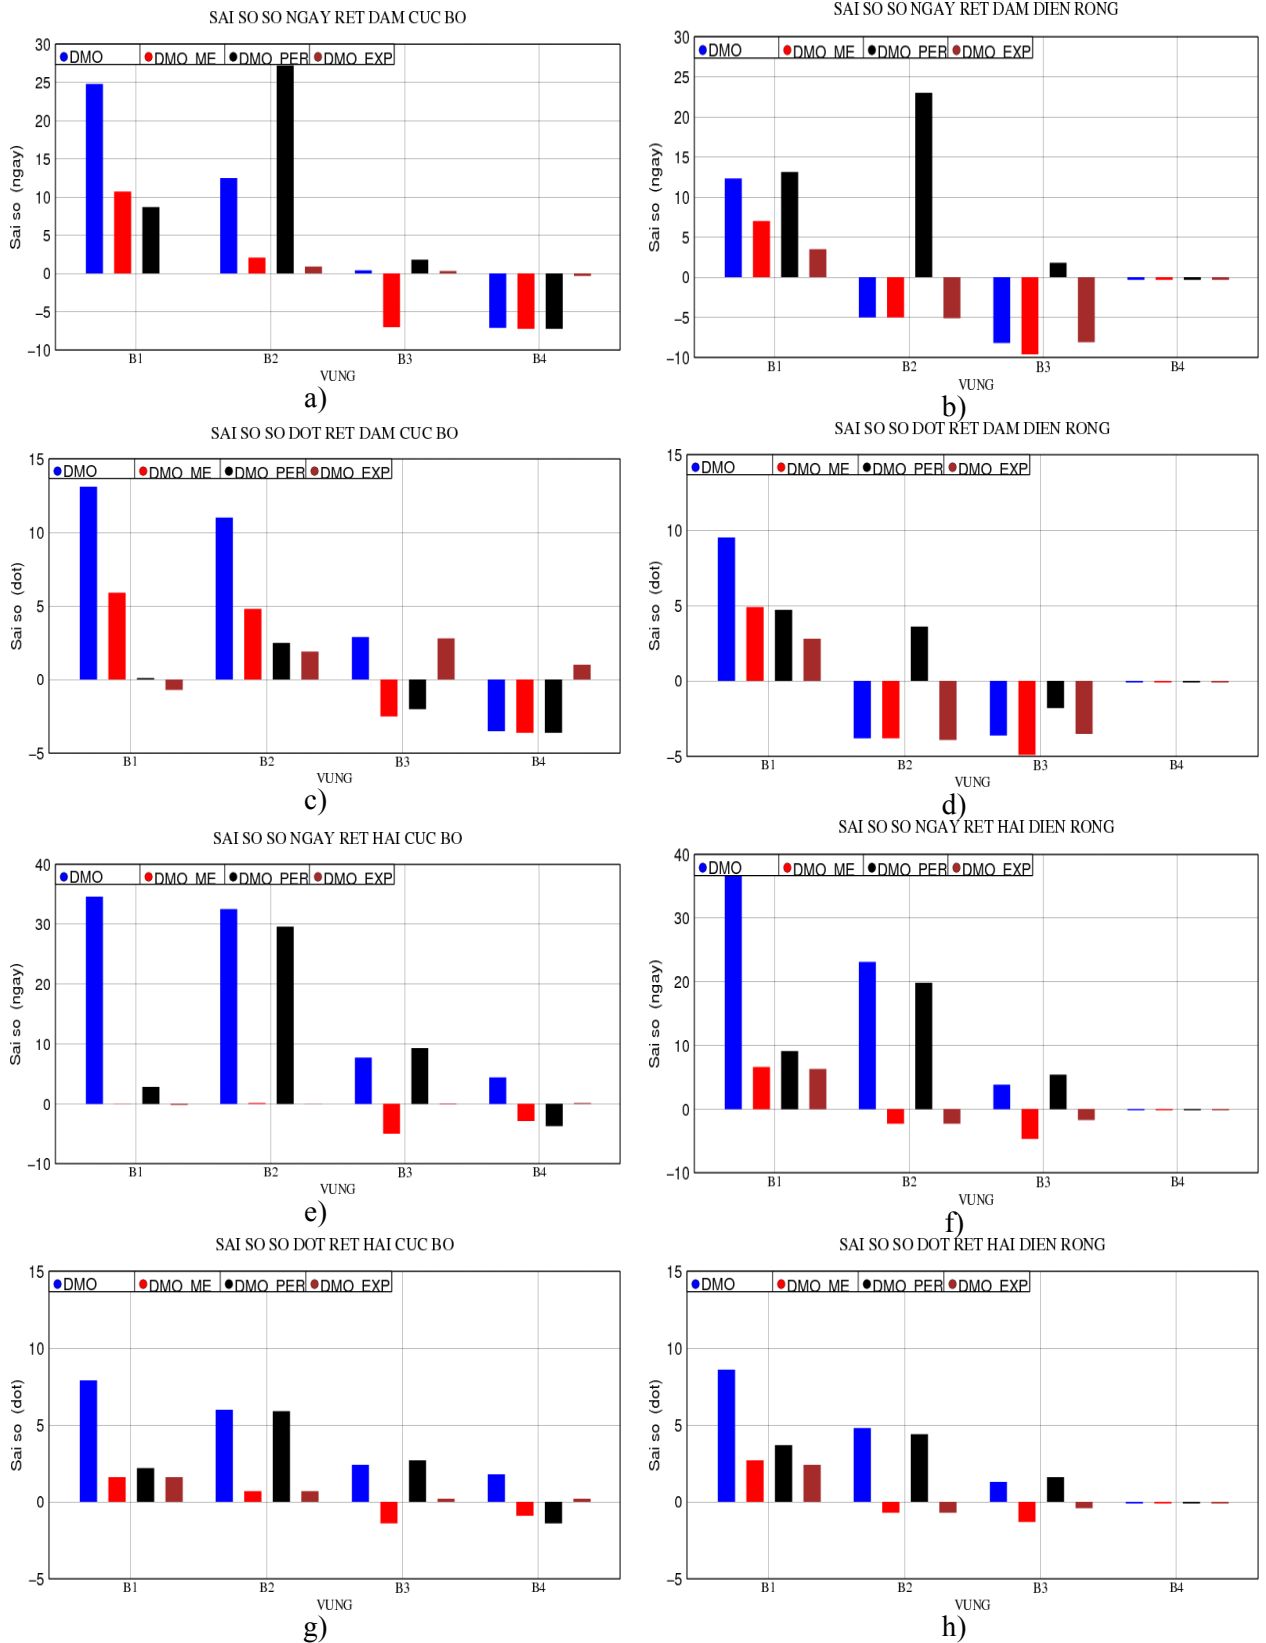 SAI SO SO NGAY RET DAM CUC BO
DMO DMO_ME DMO_PER DMO_EXP
30
25
20
15
10
5
0
−5
−10
Sai so (ngay)
B1 B2 B3 B4
VUNG
a)
SAI SO SO NGAY RET DAM DIEN RONG
DMO DMO_ME DMO_PER DMO_EXP
30
25
20
15
10
5
0
−5
−10
Sai so (ngay)
B1 B2 B3 B4
VUNG
b)
SAI SO SO DOT RET DAM CUC BO
DMO DMO_ME DMO_PER DMO_EXP
15
10
5
0
−5
Sai so (dot)
B1 B2 B3 B4
VUNG
c)
SAI SO SO DOT RET DAM DIEN RONG
DMO DMO_ME DMO_PER DMO_EXP
15
10
5
0
−5
Sai so (dot)
B1 B2 B3 B4
VUNG
d)
SAI SO SO NGAY RET HAI CUC BO
DMO DMO_ME DMO_PER DMO_EXP
40
30
20
10
0
−10
Sai so (ngay)
B1 B2 B3 B4
VUNG
e)
SAI SO SO NGAY RET HAI DIEN RONG
DMO DMO_ME DMO_PER DMO_EXP
40
30
20
10
0
−10
Sai so (ngay)
B1 B2 B3 B4
VUNG
f)
SAI SO SO DOT RET HAI CUC BO
DMO DMO_ME DMO_PER DMO_EXP
15
10
5
0
−5
Sai so (dot)
B1 B2 B3 B4
VUNG
g)
SAI SO SO DOT RET HAI DIEN RONG
DMO DMO_ME DMO_PER DMO_EXP
15
10
5
0
−5
Sai so (dot)
B1 B2 B3 B4
VUNG
h)